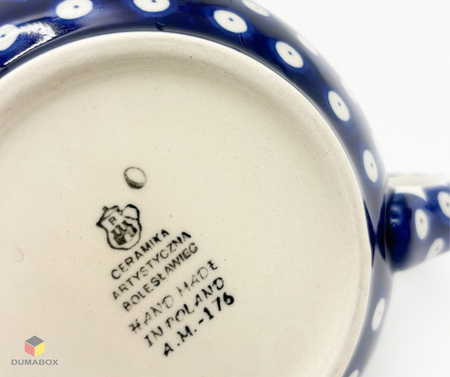 CERAMIKA
ARTYSTYCZNA
BOLESŁAWIEC
HAND MADE
IN POLAND
A.M.-176
DUMABOX